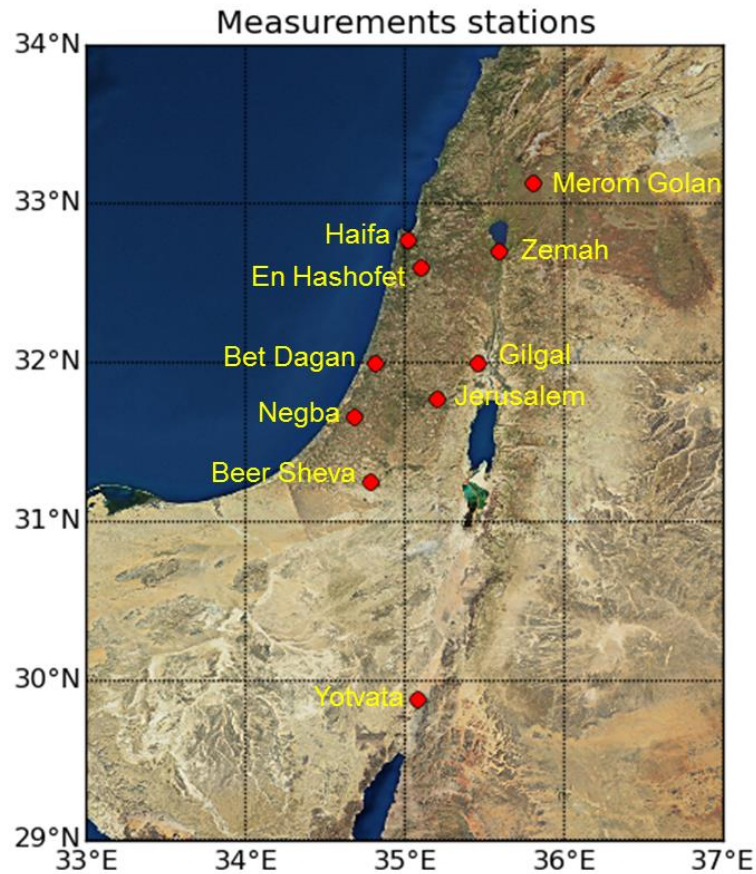 Measurements stations
34°N
33°N
32°N
31°N
30°N
29°N
Merom Golan
Haifa
Zemah
En Hashofet
Bet Dagan
Gilgal
Jerusalem
Negba
Beer Sheva
Yotvata
33°E
34°E
35°E
36°E
37°E